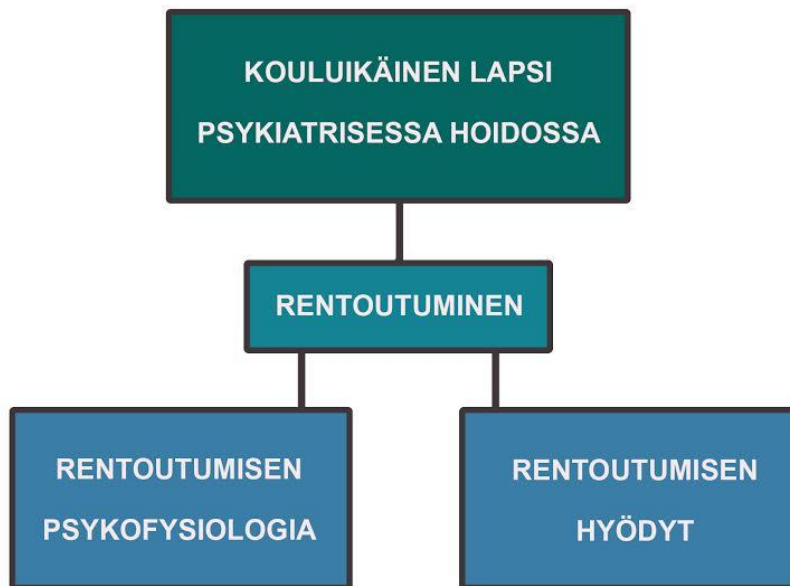 KOULUIKÄINEN LAPSI
PSYKIATRISESSA HOIDOSSA
RENTOUTUMINEN
RENTOUTUMISEN
PSYKOFYSIOLOGIA
RENTOUTUMISEN
HYÖDYT